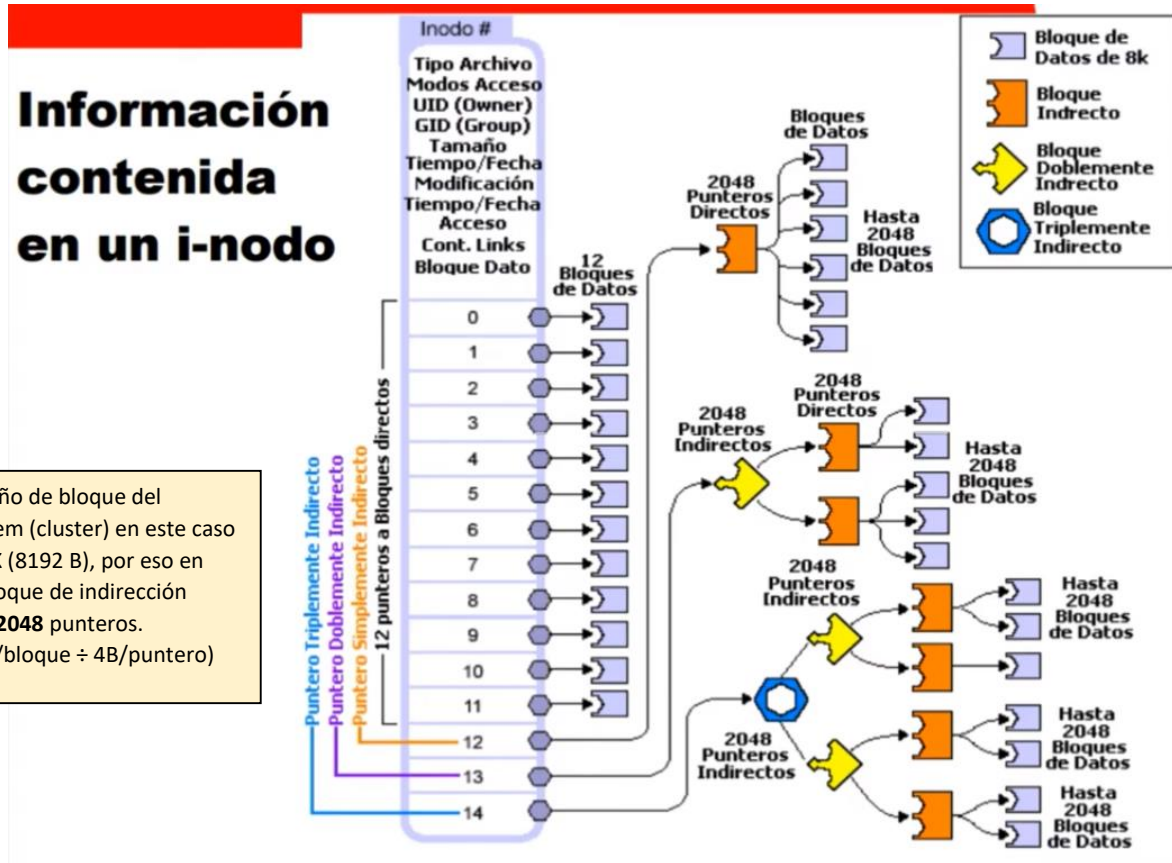 Información
contenida
en un i-nodo
Inodo #
Tipo Archivo
Modos Acceso
UID (Owner)
GID (Group)
Tamaño
Tiempo/Fecha
Modificación
Tiempo/Fecha
Acceso
Cont. Links
Bloque Dato
0
1
2
3
4
5
6
7
8
9
10
11
12
13
14
12
Bloques
de Datos
12 punteros a Bloques directos
Puntero Simplemente Indirecto
Puntero Doblemente Indirecto
Puntero Triplemente Indirecto
de bloque del
(cluster) en este caso
(8192 B), por eso en
de indirección
2048 punteros.
/bloque ÷ 4B/puntero)
2048
Punteros
Directos
Bloques
de Datos
Hasta
2048
Bloques
de Datos
2048
Punteros
Indirectos
2048
Punteros
Directos
Hasta
2048
Bloques
de Datos
2048
Punteros
Indirectos
2048
Punteros
Indirectos
Hasta
2048
Bloques
de Datos
Hasta
2048
Bloques
de Datos
Hasta
2048
Bloques
de Datos
Bloque de
Datos de 8k
Bloque
Indrecto
Bloque
Doblemente
Indrecto
Bloque
Triplemente
Indirecto